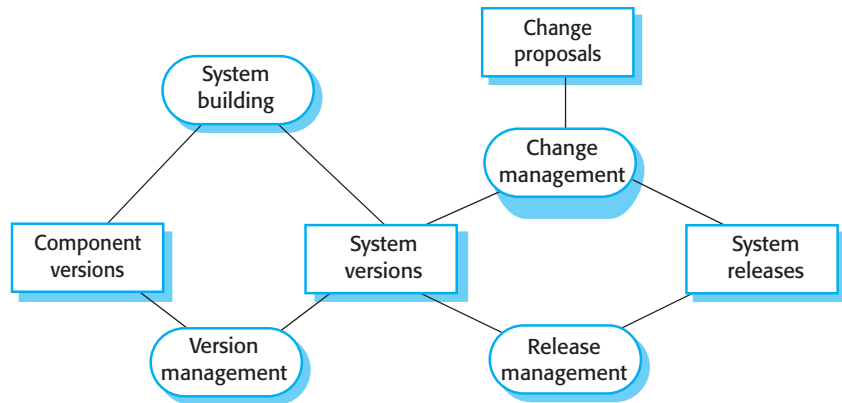 Change
proposals
System
building
Change
management
Component
versions
System
versions
System
releases
Version
management
Release
management